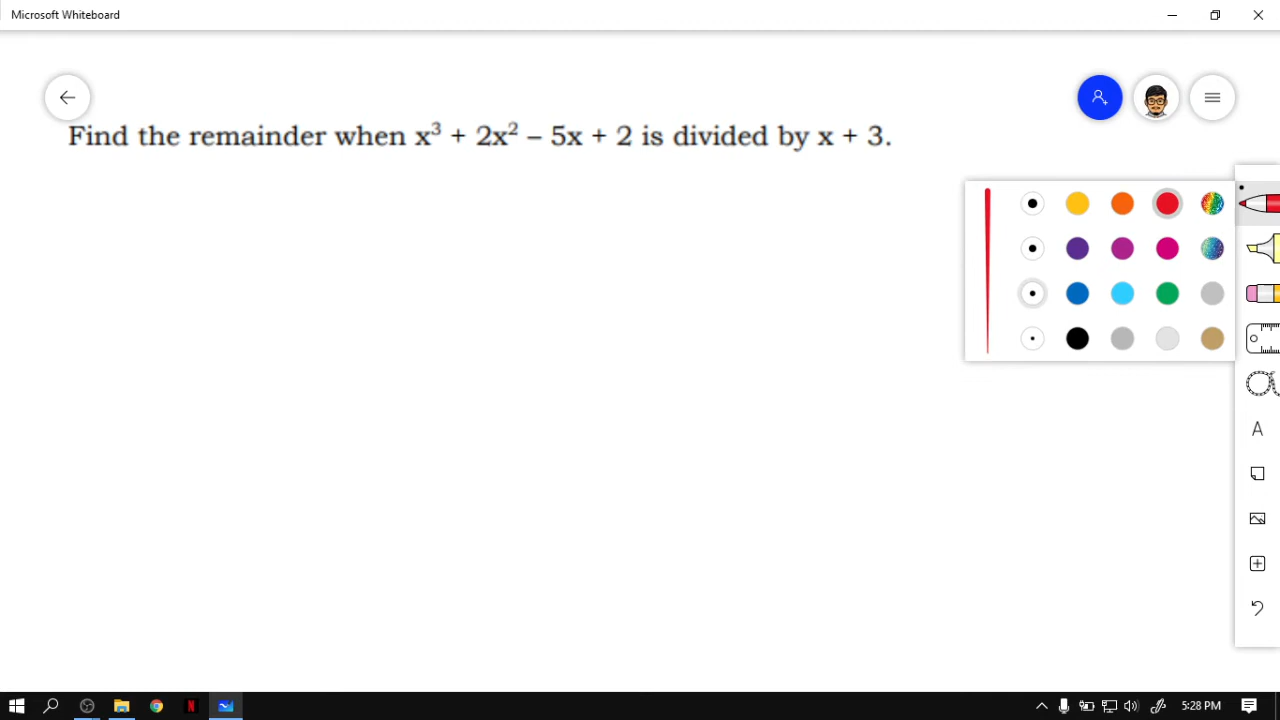 Microsoft Whiteboard
Find the remainder when x³ + 2x² – 5x + 2 is divided by x + 3.
A
N
5:28 PM